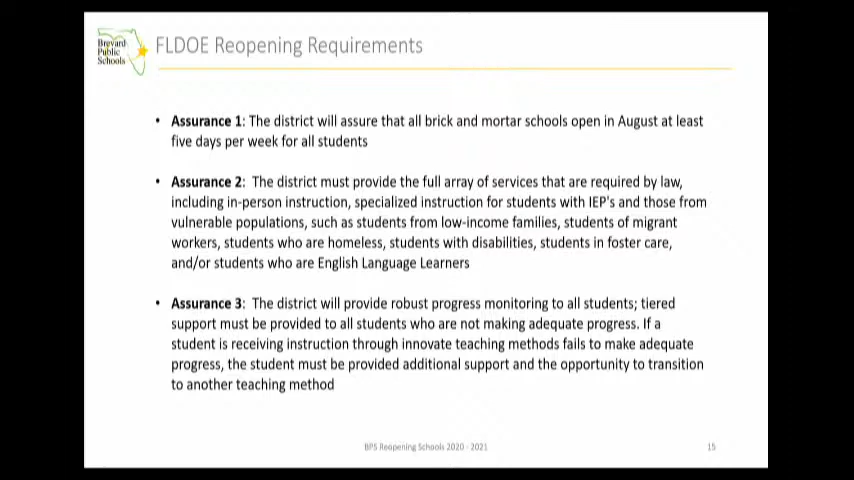 Brevard
Public
Schools
FLDOE Reopening Requirements
• Assurance 1: The district will assure that all brick and mortar schools open in August at least
five days per week for all students
• Assurance 2: The district must provide the full array of services that are required by law,
including in-person instruction, specialized instruction for students with IEP's and those from
vulnerable populations, such as students from low-income families, students of migrant
workers, students who are homeless, students with disabilities, students in foster care,
and/or students who are English Language Learners
• Assurance 3: The district will provide robust progress monitoring to all students; tiered
support must be provided to all students who are not making adequate progress. If a
student is receiving instruction through innovate teaching methods fails to make adequate
progress, the student must be provided additional support and the opportunity to transition
to another teaching method
BPS Reopening Schools 2020 - 2021
15